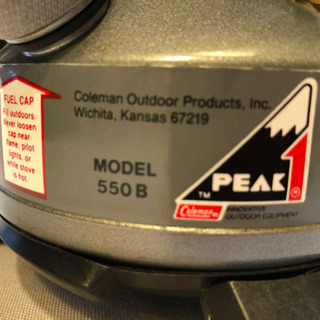 FUEL CAP
Fill outdoors.
Never loosen
cap near
flame, pilot
lights, or
while stove
is hot.
Coleman Outdoor Products, Inc.
Wichita, Kansas 67219
MODEL
550 B
PEAK 1
TM
®
Coleman
INNOVATIVE
OUTDOOR EQUIPMENT